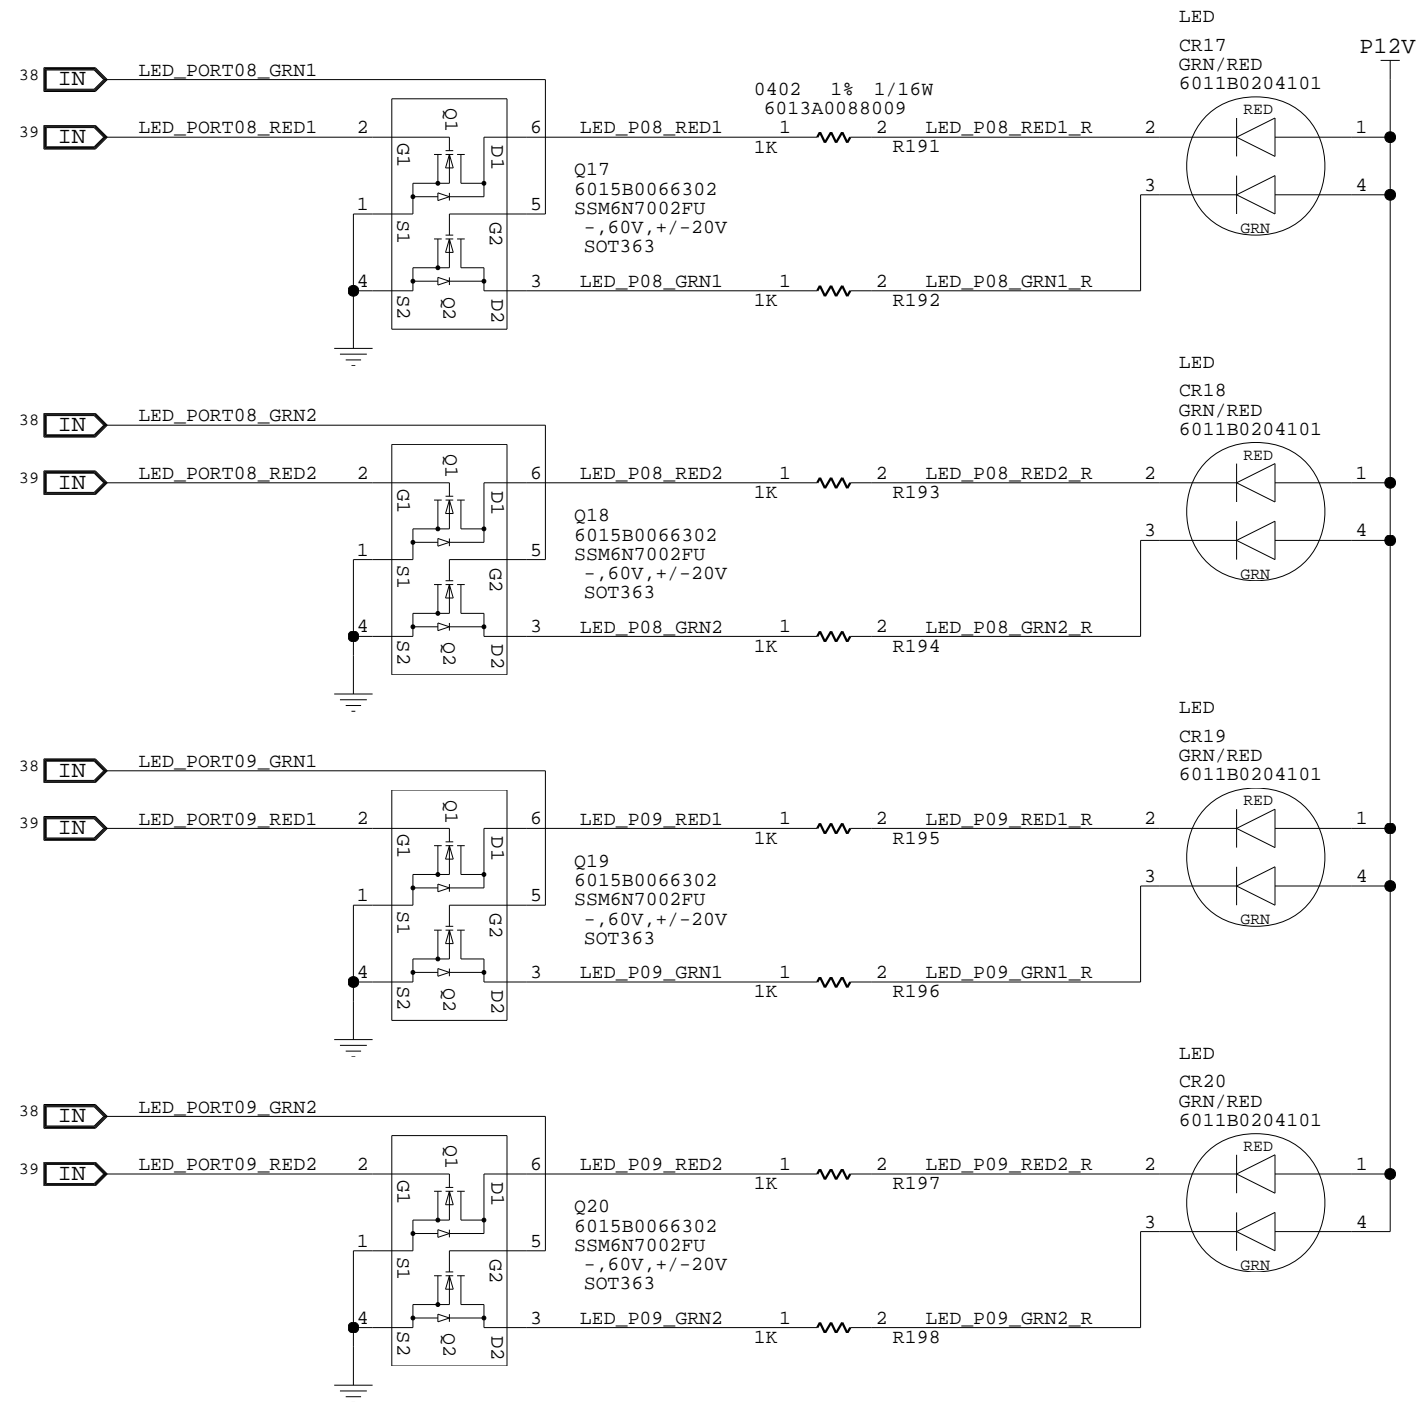 LED
CR17
GRN/RED
6011B0204101
P12V
38 IN LED_PORT08_GRN1
39 IN LED_PORT08_RED1
2 G1 Q1 D1 6
LED_P08_RED1
0402 1% 1/16W
6013A0088009
1 2
1K R191
LED_P08_RED1_R
2 RED 1
3 GRN 4
1 S1 G2 5
Q17
6015B0066302
SSM6N7002FU
-,60V,+/-20V
SOT363
4 S2 Q2 D2 3
LED_P08_GRN1
1 2
1K R192
LED_P08_GRN1_R
LED
CR18
GRN/RED
6011B0204101
38 IN LED_PORT08_GRN2
39 IN LED_PORT08_RED2
2 G1 Q1 D1 6
LED_P08_RED2
1 2
1K R193
LED_P08_RED2_R
2 RED 1
3 GRN 4
1 S1 G2 5
Q18
6015B0066302
SSM6N7002FU
-,60V,+/-20V
SOT363
4 S2 Q2 D2 3
LED_P08_GRN2
1 2
1K R194
LED_P08_GRN2_R
LED
CR19
GRN/RED
6011B0204101
38 IN LED_PORT09_GRN1
39 IN LED_PORT09_RED1
2 G1 Q1 D1 6
LED_P09_RED1
1 2
1K R195
LED_P09_RED1_R
2 RED 1
3 GRN 4
1 S1 G2 5
Q19
6015B0066302
SSM6N7002FU
-,60V,+/-20V
SOT363
4 S2 Q2 D2 3
LED_P09_GRN1
1 2
1K R196
LED_P09_GRN1_R
LED
CR20
GRN/RED
6011B0204101
38 IN LED_PORT09_GRN2
39 IN LED_PORT09_RED2
2 G1 Q1 D1 6
LED_P09_RED2
1 2
1K R197
LED_P09_RED2_R
2 RED 1
3 GRN 4
1 S1 G2 5
Q20
6015B0066302
SSM6N7002FU
-,60V,+/-20V
SOT363
4 S2 Q2 D2 3
LED_P09_GRN2
1 2
1K R198
LED_P09_GRN2_R